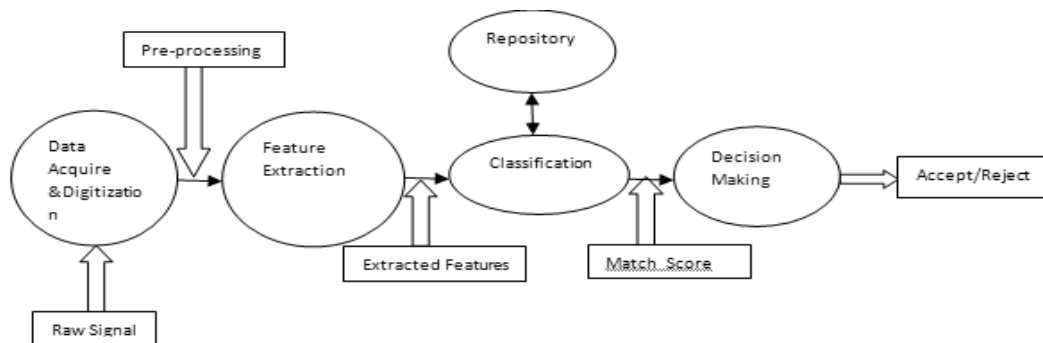 Repository
Pre-processing
Data
Acquire
&Digitizatio
n
Feature
Extraction
Classification
Decision
Making
Accept/Reject
Extracted Features
Match Score
Raw Signal